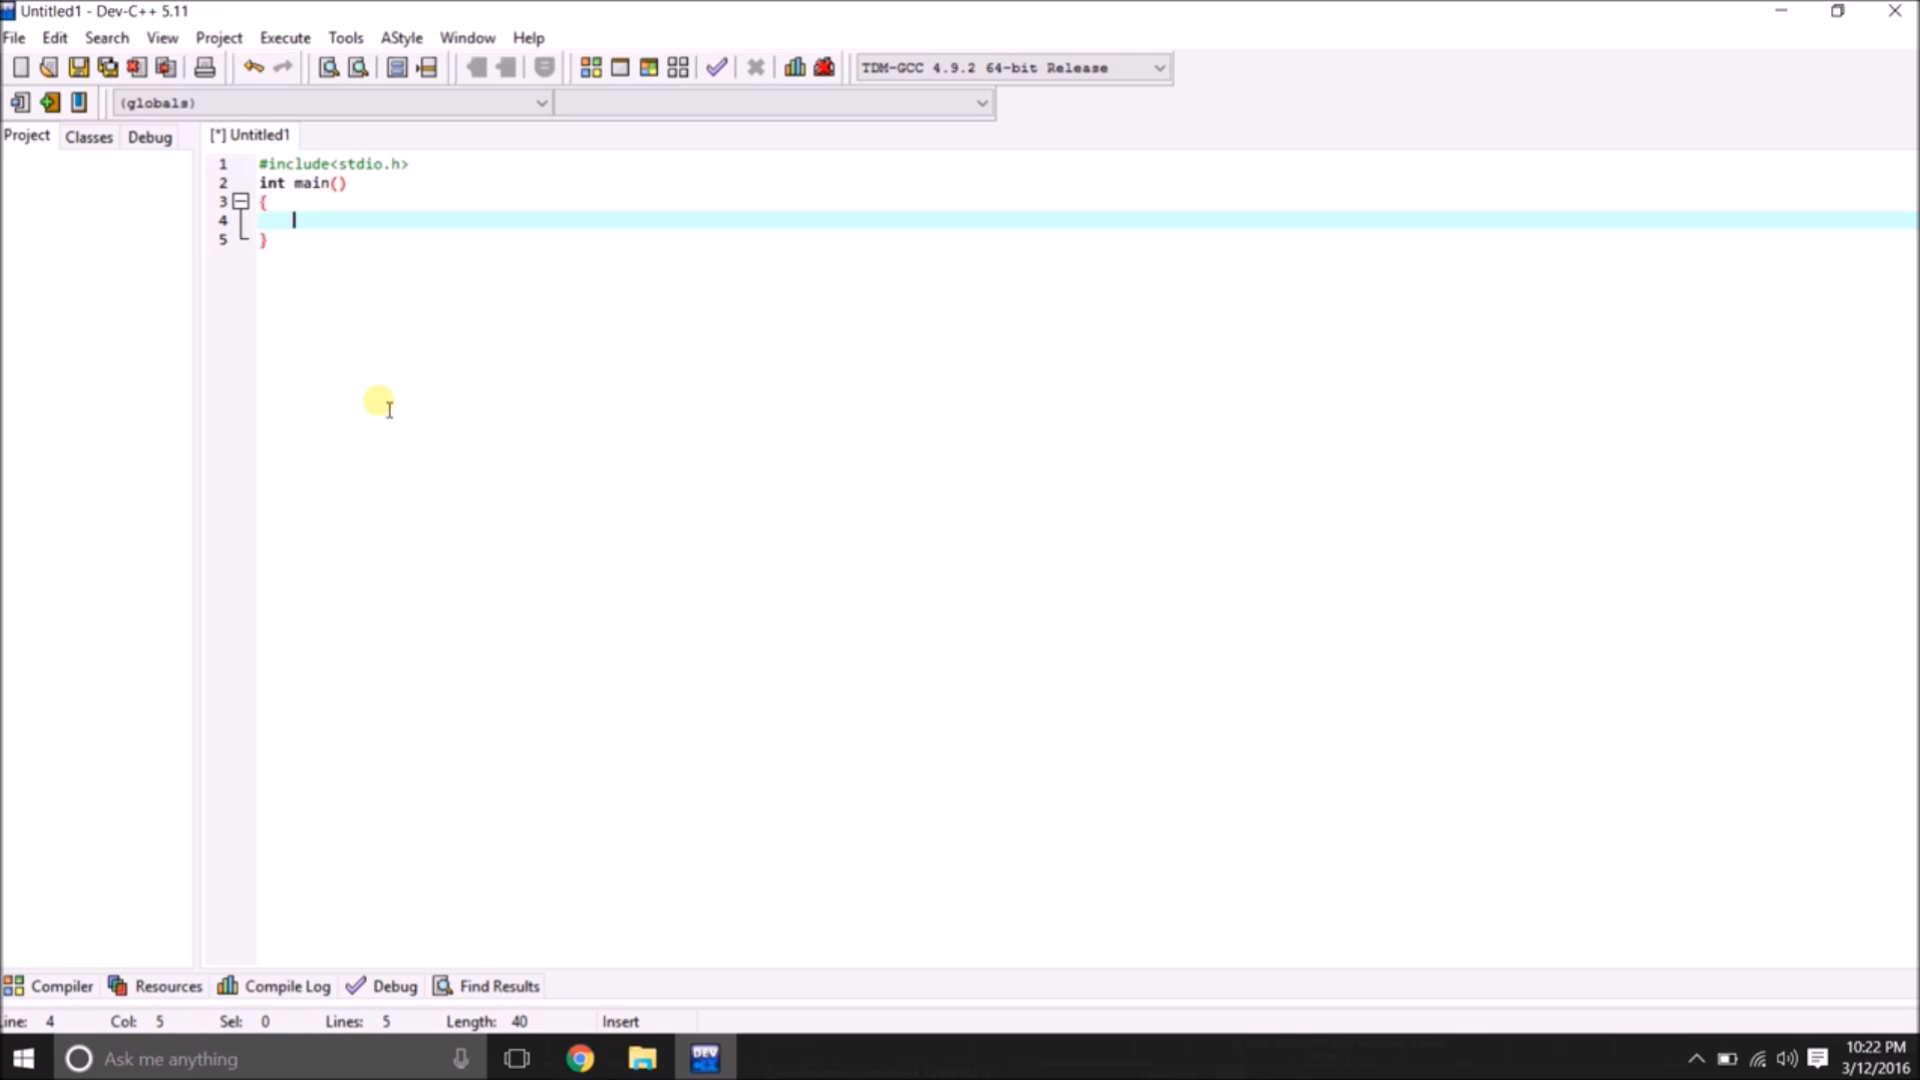 Untitled1 - Dev-C++ 5.11
File Edit Search View Project Execute Tools AStyle Window Help
TDM-GCC 4.9.2 64-bit Release
(globals)
Project Classes Debug [*] Untitled1
1 #include<stdio.h>
2 int main()
3 {
4
5 }
Compiler Resources Compile Log Debug Find Results
ine: 4 Col: 5 Sel: 0 Lines: 5 Length: 40 Insert
Ask me anything
DEV
10:22 PM
3/12/2016